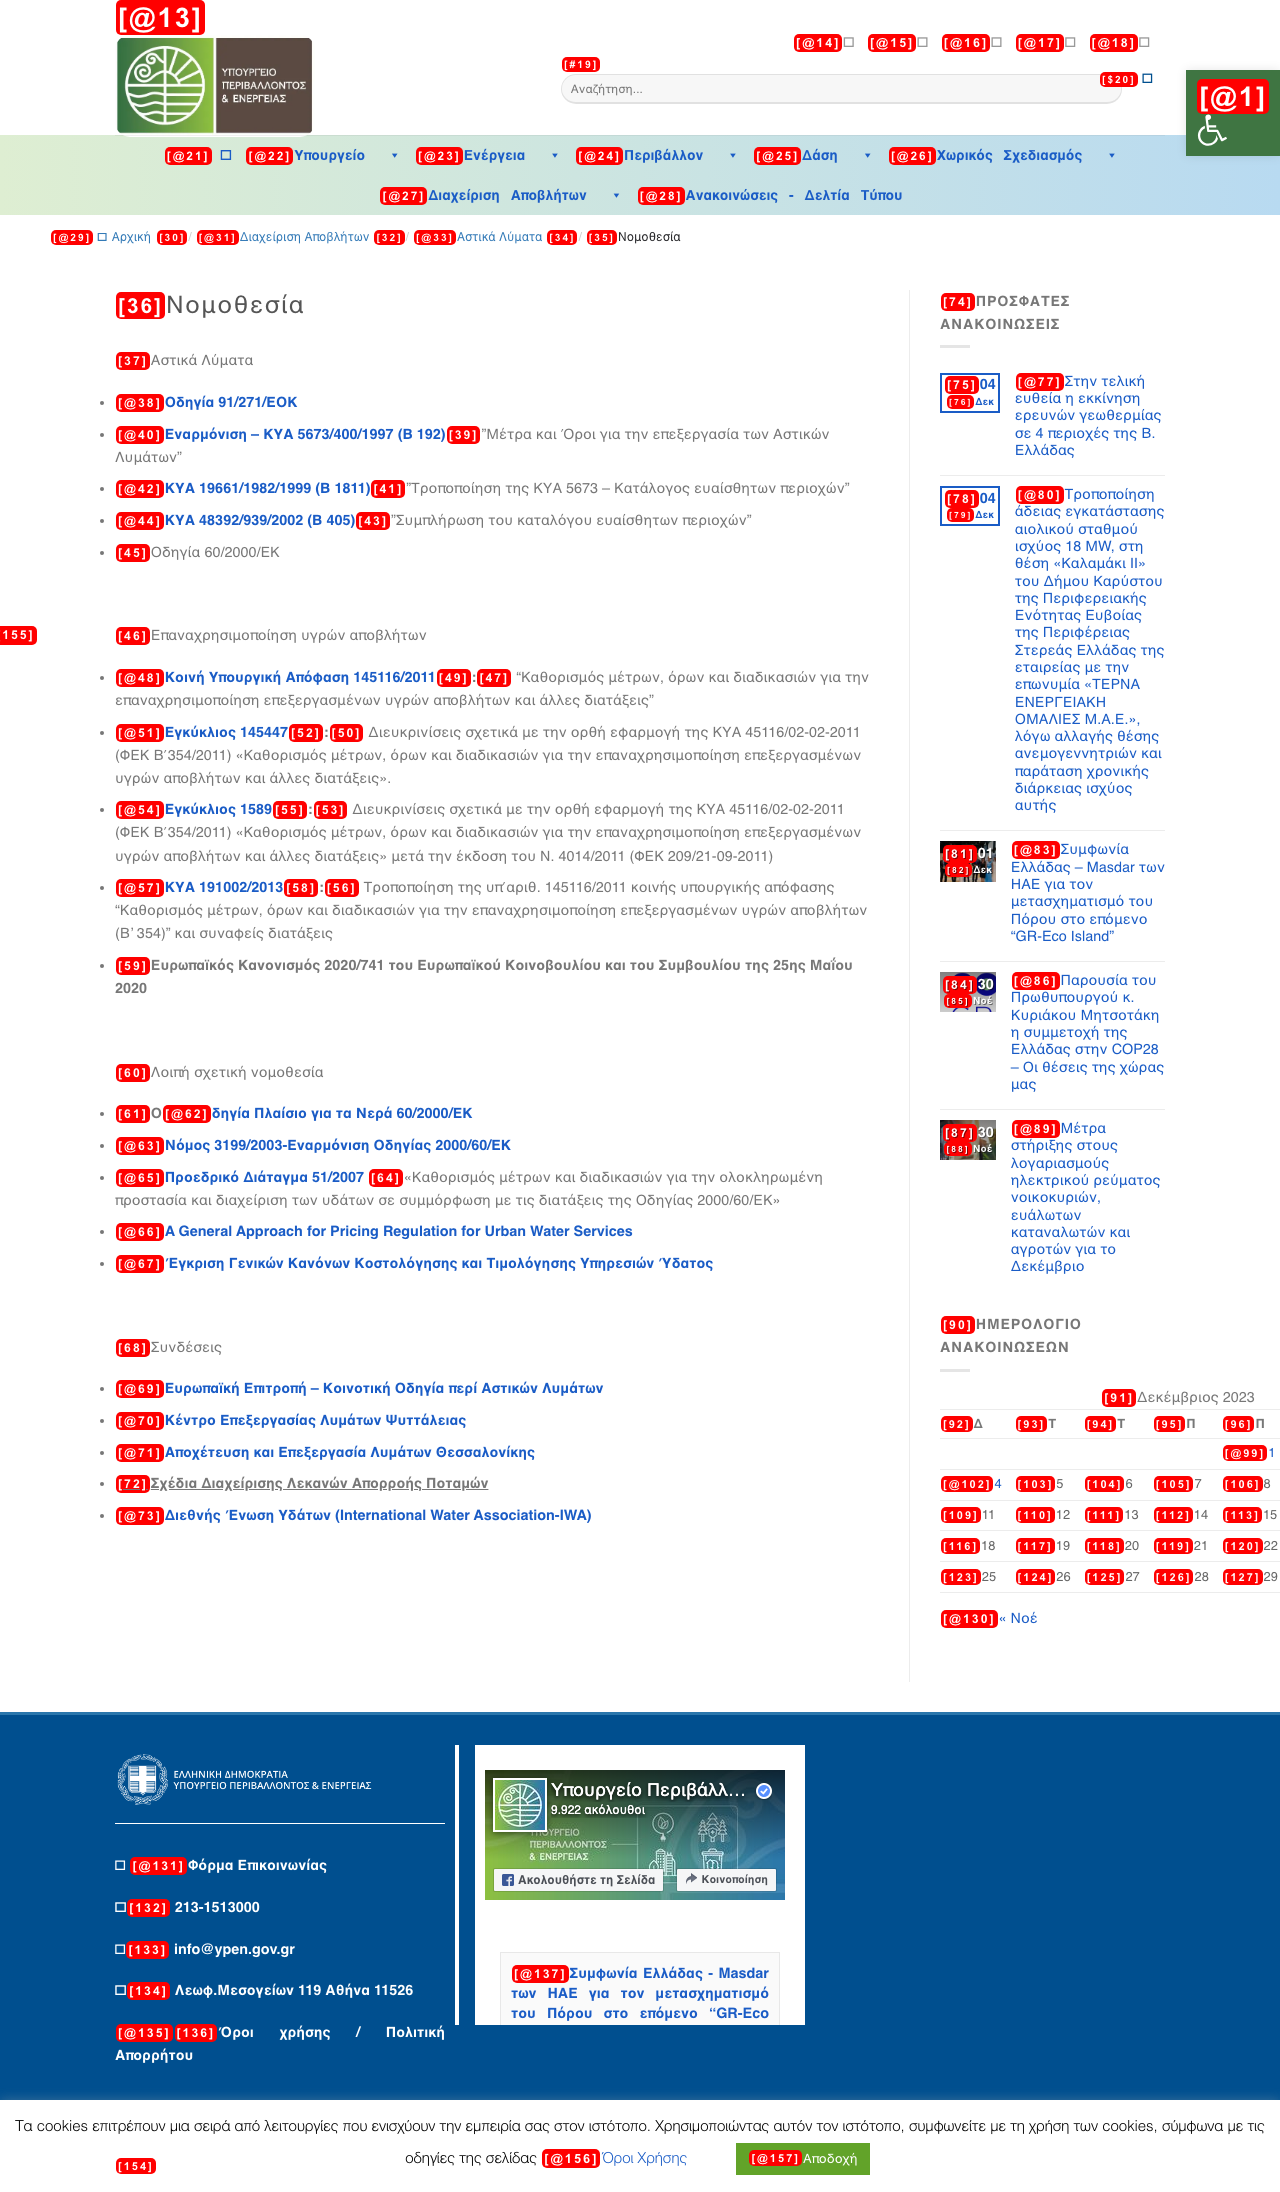 [@13]
ΥΠΟΥΡΓΕΙΟ
ΠΕΡΙΒΑΛΛΟΝΤΟΣ
& ΕΝΕΡΓΕΙΑΣ
[@14] [@15] [@16] [@17] [@18]
[#19]
Αναζήτηση...
[$20]
[@1]
[@21] [@22]Υπουργείο [@23]Ενέργεια [@24]Περιβάλλον [@25]Δάση [@26]Χωρικός Σχεδιασμός
[@27]Διαχείριση Αποβλήτων [@28]Ανακοινώσεις - Δελτία Τύπου
[@29] Αρχική [30]/ [@31]Διαχείριση Αποβλήτων [32]/ [@33]Αστικά Λύματα [34]/ [35]Νομοθεσία
[36]Νομοθεσία
[37]Αστικά Λύματα
[@38]Οδηγία 91/271/ΕΟΚ
[@40]Εναρμόνιση – ΚΥΑ 5673/400/1997 (Β 192)[39]”Μέτρα και Όροι για την επεξεργασία των Αστικών
Λυμάτων”
[@42]ΚΥΑ 19661/1982/1999 (Β 1811)[41]”Τροποποίηση της ΚΥΑ 5673 – Κατάλογος ευαίσθητων περιοχών”
[@44]ΚΥΑ 48392/939/2002 (Β 405)[43]”Συμπλήρωση του καταλόγου ευαίσθητων περιοχών”
[45]Οδηγία 60/2000/ΕΚ
155]
[46]Επαναχρησιμοποίηση υγρών αποβλήτων
[@48]Κοινή Υπουργική Απόφαση 145116/2011[49]:[47] “Καθορισμός μέτρων, όρων και διαδικασιών για την
επαναχρησιμοποίηση επεξεργασμένων υγρών αποβλήτων και άλλες διατάξεις”
[@51]Εγκύκλιος 145447[52]:[50] Διευκρινίσεις σχετικά με την ορθή εφαρμογή της ΚΥΑ 45116/02-02-2011
(ΦΕΚ Β΄354/2011) «Καθορισμός μέτρων, όρων και διαδικασιών για την επαναχρησιμοποίηση επεξεργασμένων
υγρών αποβλήτων και άλλες διατάξεις».
[@54]Εγκύκλιος 1589[55]:[53] Διευκρινίσεις σχετικά με την ορθή εφαρμογή της ΚΥΑ 45116/02-02-2011
(ΦΕΚ Β΄354/2011) «Καθορισμός μέτρων, όρων και διαδικασιών για την επαναχρησιμοποίηση επεξεργασμένων
υγρών αποβλήτων και άλλες διατάξεις» μετά την έκδοση του Ν. 4014/2011 (ΦΕΚ 209/21-09-2011)
[@57]ΚΥΑ 191002/2013[58]:[56] Τροποποίηση της υπ’αριθ. 145116/2011 κοινής υπουργικής απόφασης
“Καθορισμός μέτρων, όρων και διαδικασιών για την επαναχρησιμοποίηση επεξεργασμένων υγρών αποβλήτων
(Β’ 354)” και συναφείς διατάξεις
[59]Ευρωπαϊκός Κανονισμός 2020/741 του Ευρωπαϊκού Κοινοβουλίου και του Συμβουλίου της 25ης Μαΐου
2020
[60]Λοιπή σχετική νομοθεσία
[61]Ο[@62]δηγία Πλαίσιο για τα Νερά 60/2000/ΕΚ
[@63]Νόμος 3199/2003-Εναρμόνιση Οδηγίας 2000/60/ΕΚ
[@65]Προεδρικό Διάταγμα 51/2007 [64]«Καθορισμός μέτρων και διαδικασιών για την ολοκληρωμένη
προστασία και διαχείριση των υδάτων σε συμμόρφωση με τις διατάξεις της Οδηγίας 2000/60/ΕΚ»
[@66]A General Approach for Pricing Regulation for Urban Water Services
[@67]Έγκριση Γενικών Κανόνων Κοστολόγησης και Τιμολόγησης Υπηρεσιών Ύδατος
[68]Συνδέσεις
[@69]Ευρωπαϊκή Επιτροπή – Κοινοτική Οδηγία περί Αστικών Λυμάτων
[@70]Κέντρο Επεξεργασίας Λυμάτων Ψυττάλειας
[@71]Αποχέτευση και Επεξεργασία Λυμάτων Θεσσαλονίκης
[72]Σχέδια Διαχείρισης Λεκανών Απορροής Ποταμών
[@73]Διεθνής Ένωση Υδάτων (International Water Association-IWA)
[74]ΠΡΟΣΦΑΤΕΣ
ΑΝΑΚΟΙΝΩΣΕΙΣ
[75]04
[76]Δεκ
[@77]Στην τελική
ευθεία η εκκίνηση
ερευνών γεωθερμίας
σε 4 περιοχές της Β.
Ελλάδας
[78]04
[79]Δεκ
[@80]Τροποποίηση
άδειας εγκατάστασης
αιολικού σταθμού
ισχύος 18 MW, στη
θέση «Καλαμάκι ΙΙ»
του Δήμου Καρύστου
της Περιφερειακής
Ενότητας Ευβοίας
της Περιφέρειας
Στερεάς Ελλάδας της
εταιρείας με την
επωνυμία «ΤΕΡΝΑ
ΕΝΕΡΓΕΙΑΚΗ
ΟΜΑΛΙΕΣ Μ.Α.Ε.»,
λόγω αλλαγής θέσης
ανεμογεννητριών και
παράταση χρονικής
διάρκειας ισχύος
αυτής
[81]01
[82]Δεκ
[@83]Συμφωνία
Ελλάδας – Masdar των
ΗΑΕ για τον
μετασχηματισμό του
Πόρου στο επόμενο
“GR-Eco Island”
[84]30
[85]Νοέ
[@86]Παρουσία του
Πρωθυπουργού κ.
Κυριάκου Μητσοτάκη
η συμμετοχή της
Ελλάδας στην COP28
– Οι θέσεις της χώρας
μας
[87]30
[88]Νοέ
[@89]Μέτρα
στήριξης στους
λογαριασμούς
ηλεκτρικού ρεύματος
νοικοκυριών,
ευάλωτων
καταναλωτών και
αγροτών για το
Δεκέμβριο
[90]ΗΜΕΡΟΛΟΓΙΟ
ΑΝΑΚΟΙΝΩΣΕΩΝ
[91]Δεκέμβριος 2023
[92]Δ [93]Τ [94]Τ [95]Π [96]Π
[@99]1
[@102]4 [103]5 [104]6 [105]7 [106]8
[109]11 [110]12 [111]13 [112]14 [113]15
[116]18 [117]19 [118]20 [119]21 [120]22
[123]25 [124]26 [125]27 [126]28 [127]29
[@130]« Νοέ
ΕΛΛΗΝΙΚΗ ΔΗΜΟΚΡΑΤΙΑ
ΥΠΟΥΡΓΕΙΟ ΠΕΡΙΒΑΛΛΟΝΤΟΣ & ΕΝΕΡΓΕΙΑΣ
[@131]Φόρμα Επικοινωνίας
[132] 213-1513000
[133] info@ypen.gov.gr
[134] Λεωφ.Μεσογείων 119 Αθήνα 11526
[@135][136]Όροι χρήσης / Πολιτική
Απορρήτου
Υπουργείο Περιβάλλ...
9.922 ακόλουθοι
ΥΠΟΥΡΓΕΙΟ
ΠΕΡΙΒΑΛΛΟΝΤΟΣ
& ΕΝΕΡΓΕΙΑΣ
Ακολουθήστε τη Σελίδα
Κοινοποίηση
[@137]Συμφωνία Ελλάδας - Masdar
των ΗΑΕ για τον μετασχηματισμό
του Πόρου στο επόμενο “GR-Eco
Τα cookies επιτρέπουν μια σειρά από λειτουργίες που ενισχύουν την εμπειρία σας στον ιστότοπο. Χρησιμοποιώντας αυτόν τον ιστότοπο, συμφωνείτε με τη χρήση των cookies, σύμφωνα με τις
οδηγίες της σελίδας [@156]Όροι Χρήσης [@157]Αποδοχή
[154]